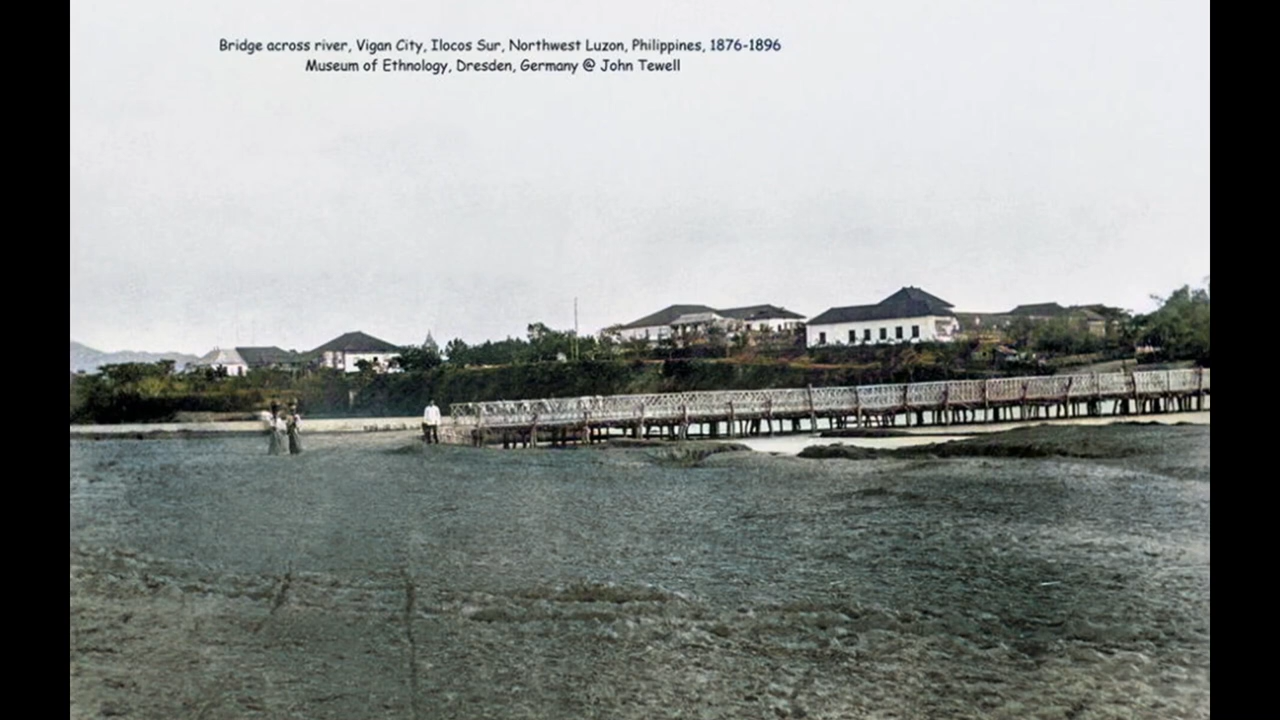 Bridge across river, Vigan City, Ilocos Sur, Northwest Luzon, Philippines, 1876-1896
Museum of Ethnology, Dresden, Germany @ John Tewell